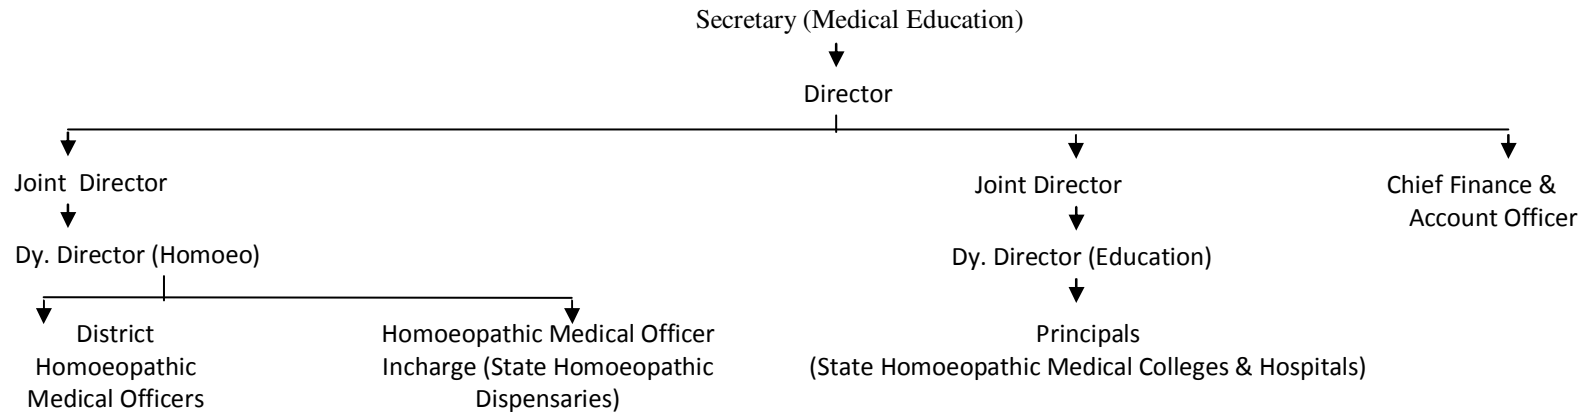 Secretary (Medical Education)
Director
Joint Director
Joint Director
Chief Finance &
Account Officer
Dy. Director (Homoeo)
Dy. Director (Education)
District
Homoeopathic
Medical Officers
Homoeopathic Medical Officer
Incharge (State Homoeopathic
Dispensaries)
Principals
(State Homoeopathic Medical Colleges & Hospitals)